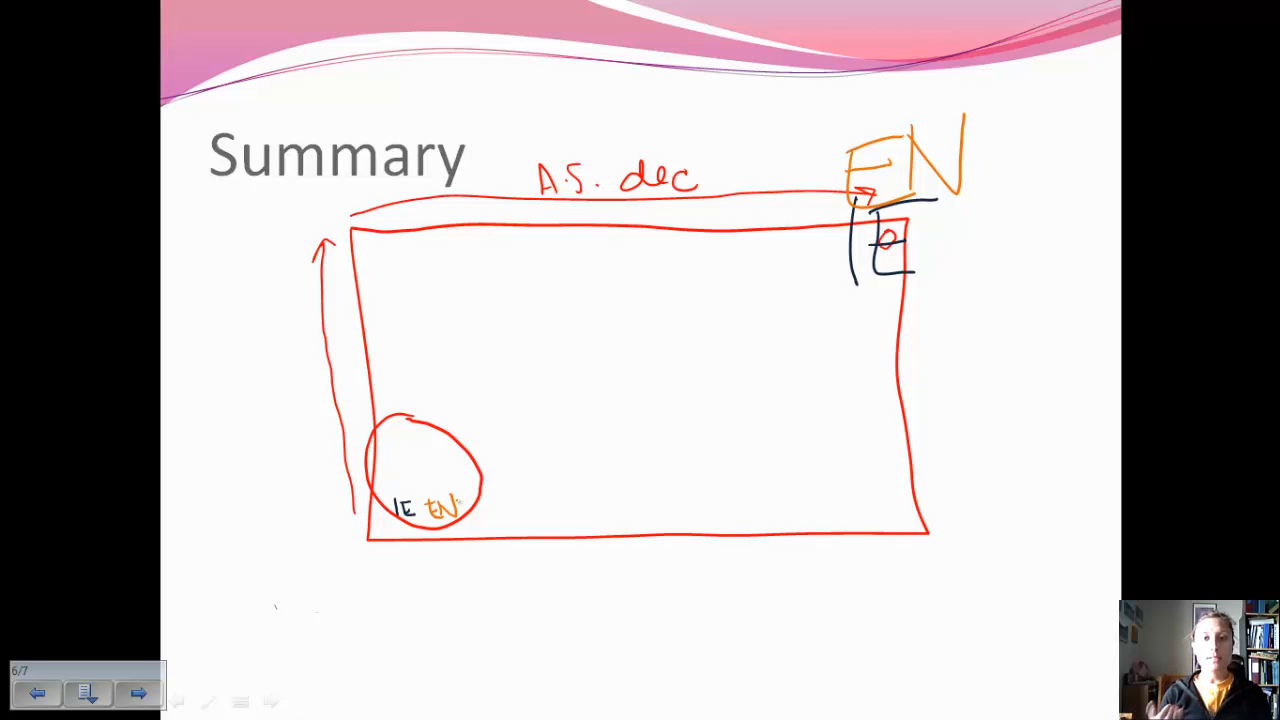 Summary
A.S. dec
EN
IE
IE EN
6/7